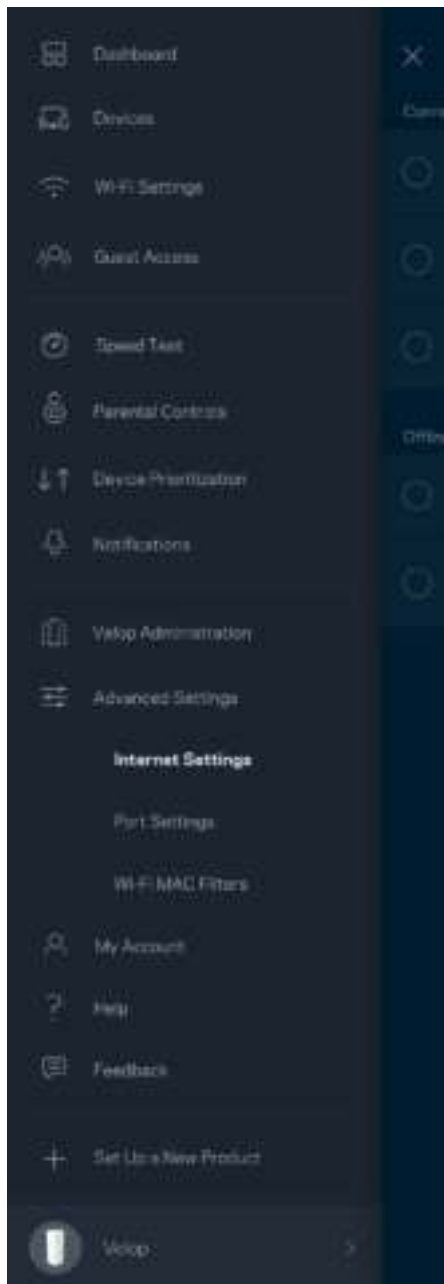 Dashboard
Devices
Wi-Fi Settings
Guest Access
Speed Test
Parental Controls
Device Prioritization
Notifications
Velop Administration
Advanced Settings
Internet Settings
Port Settings
Wi-Fi MAC Filters
My Account
Help
Feedback
Set Up a New Product
Velop